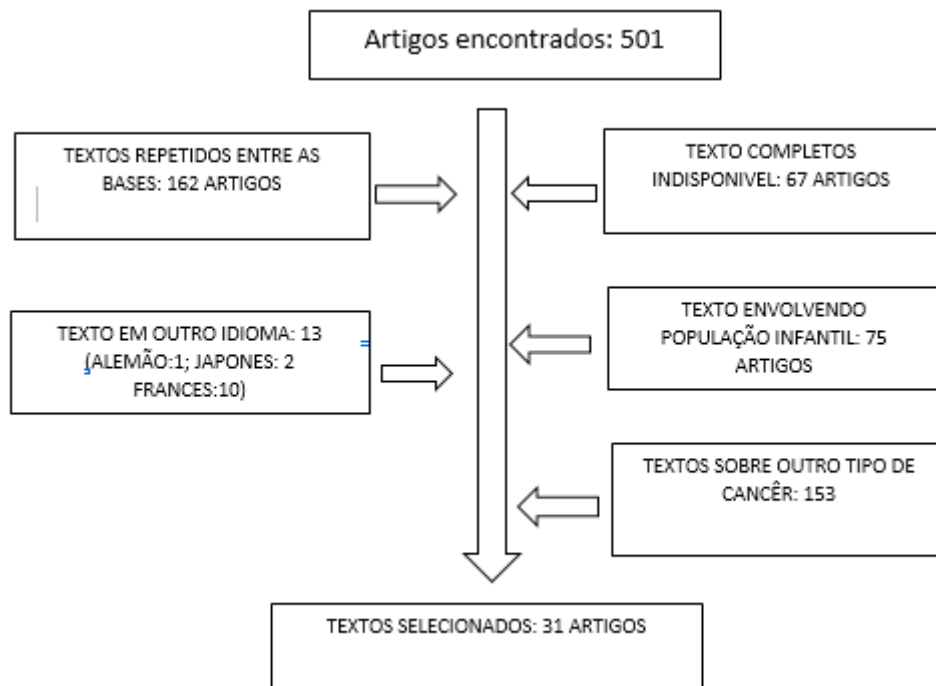 Artigos encontrados: 501
TEXTOS REPETIDOS ENTRE AS
BASES: 162 ARTIGOS
TEXTO COMPLETOS
INDISPONIVEL: 67 ARTIGOS
TEXTO EM OUTRO IDIOMA: 13
(ALEMÃO:1; JAPONES: 2
FRANCES:10)
TEXTO ENVOLVENDO
POPULAÇÃO INFANTIL: 75
ARTIGOS
TEXTOS SOBRE OUTRO TIPO DE
CANCÊR: 153
TEXTOS SELECIONADOS: 31 ARTIGOS